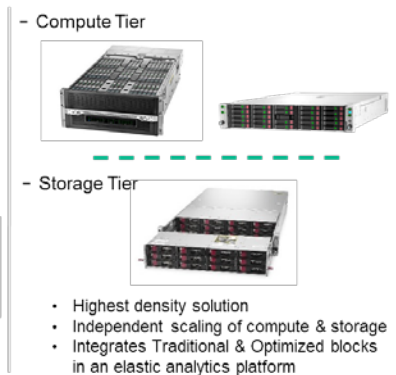 - Compute Tier
- Storage Tier
• Highest density solution
• Independent scaling of compute & storage
• Integrates Traditional & Optimized blocks
in an elastic analytics platform